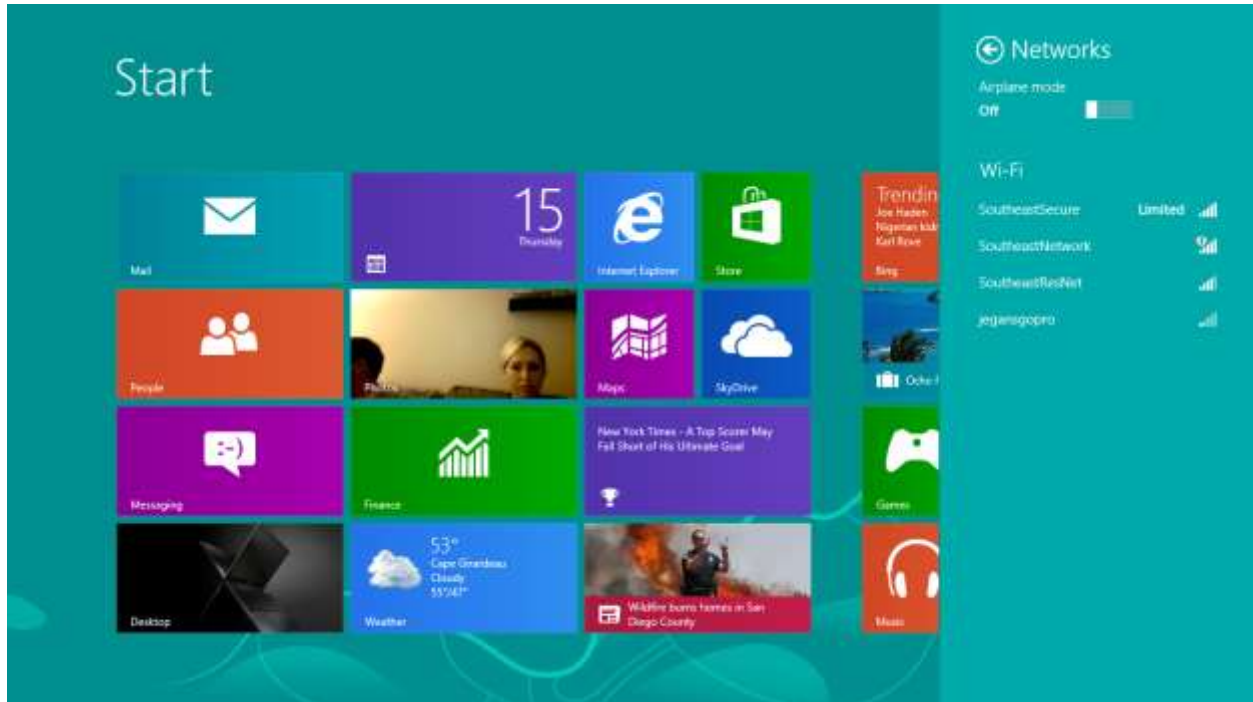 Start
Networks
Airplane mode
Off
Wi-Fi
SoutheastSecure Limited
SoutheastNetwork
SoutheastResNet
jegansgopro
Mail
15
Thursday
Internet Explorer
Store
Trendin
Joe Haden
Nigerian kidn
Karl Rove
Bing
People
Photos
Maps
SkyDrive
Messaging
:-)
Finance
New York Times - A Top Scorer May
Fall Short of His Ultimate Goal
Games
Desktop
53°
Cape Girardeau
Cloudy
55°/47°
Weather
Wildfire burns homes in San
Diego County
Music